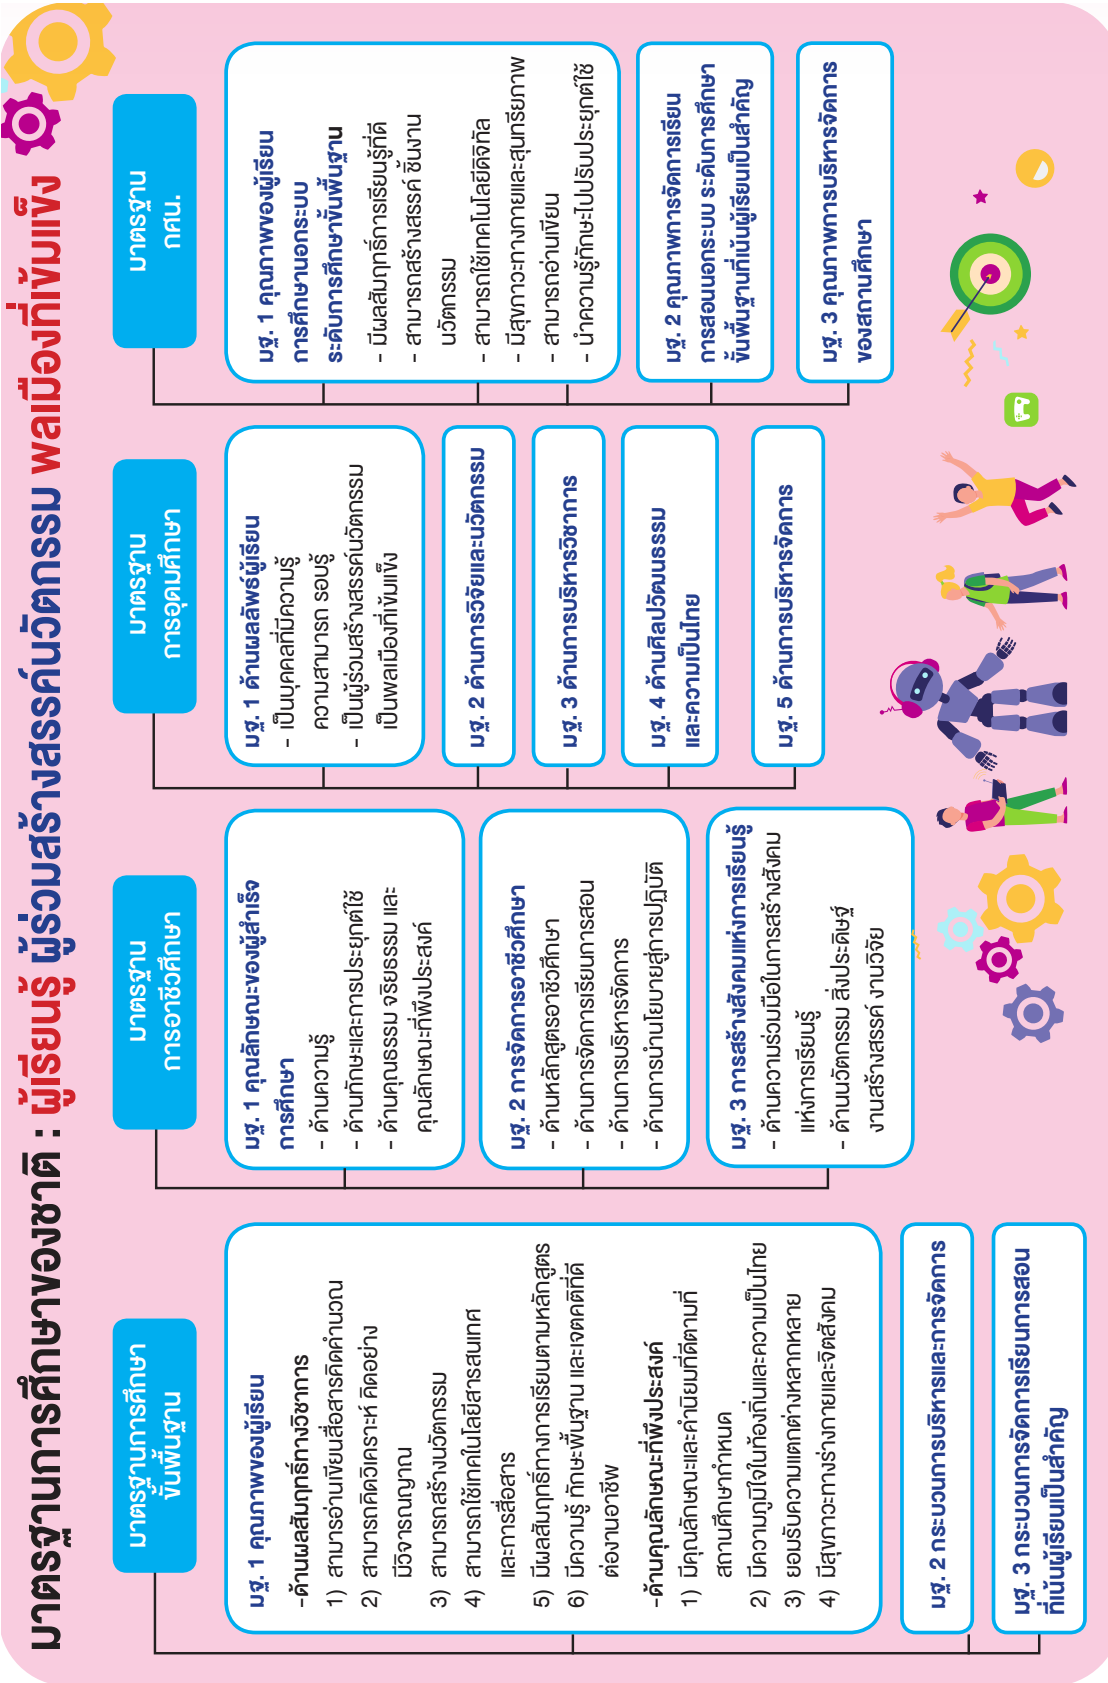 มาตรฐานการศึกษาของชาติ : ผู้เรียนรู้ ผู้ร่วมสร้างสรรค์นวัตกรรม พลเมืองที่เข้มแข็ง
มาตรฐานการศึกษา
ขั้นพื้นฐาน
มฐ. 1 คุณภาพของผู้เรียน
-ด้านผลสัมฤทธิ์ทางวิชาการ
1) สามารถอ่านเขียนสื่อสารคิดคำนวณ
2) สามารถคิดวิเคราะห์ คิดอย่าง
มีวิจารณญาณ
3) สามารถสร้างนวัตกรรม
4) สามารถใช้เทคโนโลยีสารสนเทศ
และการสื่อสาร
5) มีผลสัมฤทธิ์ทางการเรียนตามหลักสูตร
6) มีความรู้ ทักษะพื้นฐาน และเจตคติที่ดี
ต่องานอาชีพ
-ด้านคุณลักษณะที่พึงประสงค์
1) มีคุณลักษณะและค่านิยมที่ดีตามที่
สถานศึกษากำหนด
2) มีความภูมิใจในท้องถิ่นและความเป็นไทย
3) ยอมรับความแตกต่างหลากหลาย
4) มีสุขภาวะทางร่างกายและจิตสังคม
มฐ. 2 กระบวนการบริหารและการจัดการ
มฐ. 3 กระบวนการจัดการเรียนการสอน
ที่เน้นผู้เรียนเป็นสำคัญ
มาตรฐาน
การอาชีวศึกษา
มฐ. 1 คุณลักษณะของผู้สำเร็จ
การศึกษา
- ด้านความรู้
- ด้านทักษะและการประยุกต์ใช้
- ด้านคุณธรรม จริยธรรม และ
คุณลักษณะที่พึงประสงค์
มฐ. 2 การจัดการอาชีวศึกษา
- ด้านหลักสูตรอาชีวศึกษา
- ด้านการจัดการเรียนการสอน
- ด้านการบริหารจัดการ
- ด้านการนำนโยบายสู่การปฏิบัติ
มฐ. 3 การสร้างสังคมแห่งการเรียนรู้
- ด้านความร่วมมือในการสร้างสังคม
แห่งการเรียนรู้
- ด้านนวัตกรรม สิ่งประดิษฐ์
งานสร้างสรรค์ งานวิจัย
มาตรฐาน
การอุดมศึกษา
มฐ. 1 ด้านผลลัพธ์ผู้เรียน
- เป็นบุคคลที่มีความรู้
ความสามารถ รอบรู้
- เป็นผู้ร่วมสร้างสรรค์นวัตกรรม
เป็นพลเมืองที่เข้มแข็ง
มฐ. 2 ด้านการวิจัยและนวัตกรรม
มฐ. 3 ด้านการบริหารวิชาการ
มฐ. 4 ด้านศิลปวัฒนธรรม
และความเป็นไทย
มฐ. 5 ด้านการบริหารจัดการ
มาตรฐาน
กศน.
มฐ. 1 คุณภาพของผู้เรียน
การศึกษานอกระบบ
ระดับการศึกษาขั้นพื้นฐาน
- มีผลสัมฤทธิ์การเรียนรู้ที่ดี
- สามารถสร้างสรรค์ ชิ้นงาน
นวัตกรรม
- สามารถใช้เทคโนโลยีดิจิทัล
- มีสุขภาวะทางกายและสุนทรียภาพ
- สามารถอ่านเขียน
- นำความรู้ทักษะไปปรับประยุกต์ใช้
มฐ. 2 คุณภาพการจัดการเรียน
การสอนนอกระบบ ระดับการศึกษา
ขั้นพื้นฐานที่เน้นผู้เรียนเป็นสำคัญ
มฐ. 3 คุณภาพการบริหารจัดการ
ของสถานศึกษา